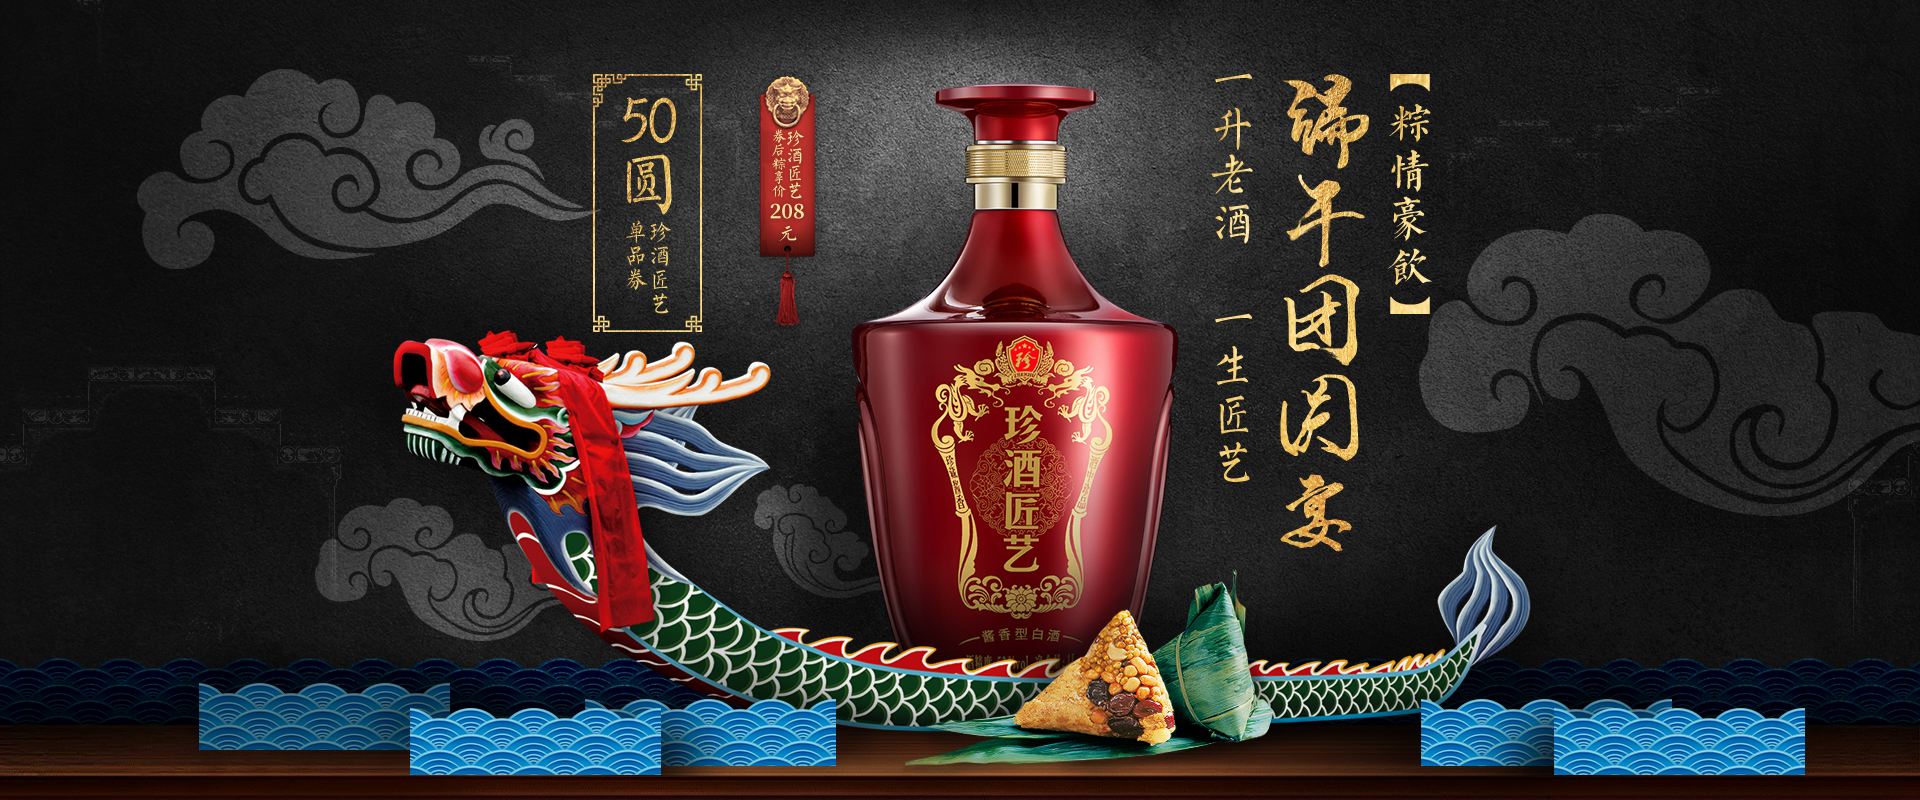 【粽情豪飲】
端午团圆宴
一升老酒 一生匠艺
50圆
珍酒匠艺
单品券
珍酒匠艺
券后粽享价
208
元
珍
珍酒匠艺
酱香型白酒